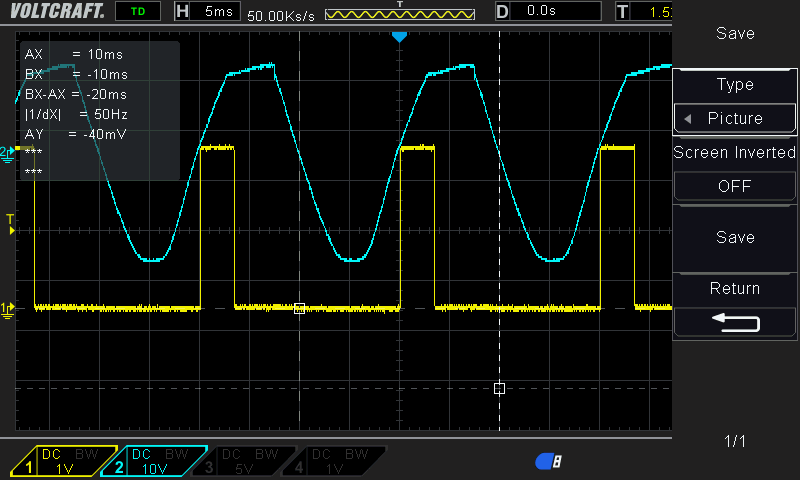 VOLTCRAFT. TD H 5ms 50.00Ks/s T D 0.0s T 1.5
Save
AX = 10ms
BX = -10ms
BX-AX = -20ms
|1/dX| = 50Hz
AY = -40mV
***
***
Type
Picture
Screen Inverted
OFF
Save
Return
2
T
1
1/1
1 DC BW 1V
2 DC BW 10V
3 DC BW 5V
4 DC BW 1V